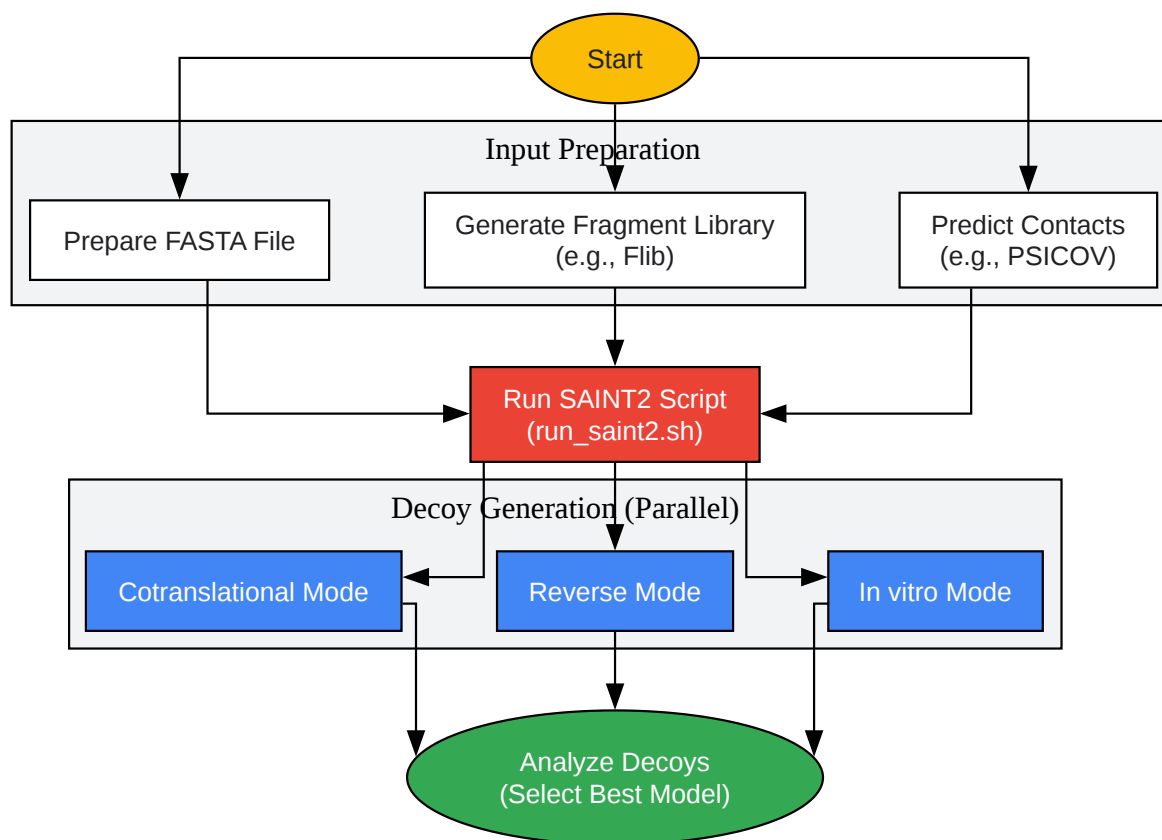 Start
Input Preparation
Prepare FASTA File
Generate Fragment Library
(e.g., Flib)
Predict Contacts
(e.g., PSICOV)
Run SAINT2 Script
(run_saint2.sh)
Decoy Generation (Parallel)
Cotranslational Mode
Reverse Mode
In vitro Mode
Analyze Decoys
(Select Best Model)